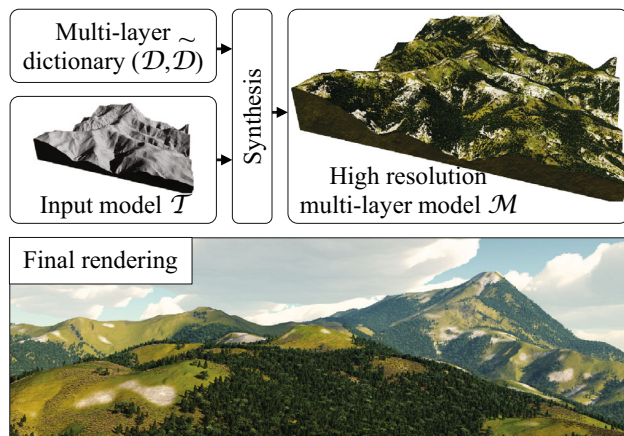 Multi-layer
dictionary (𝒟,𝒟̃)
Input model 𝒯
Synthesis
High resolution
multi-layer model ℳ
Final rendering